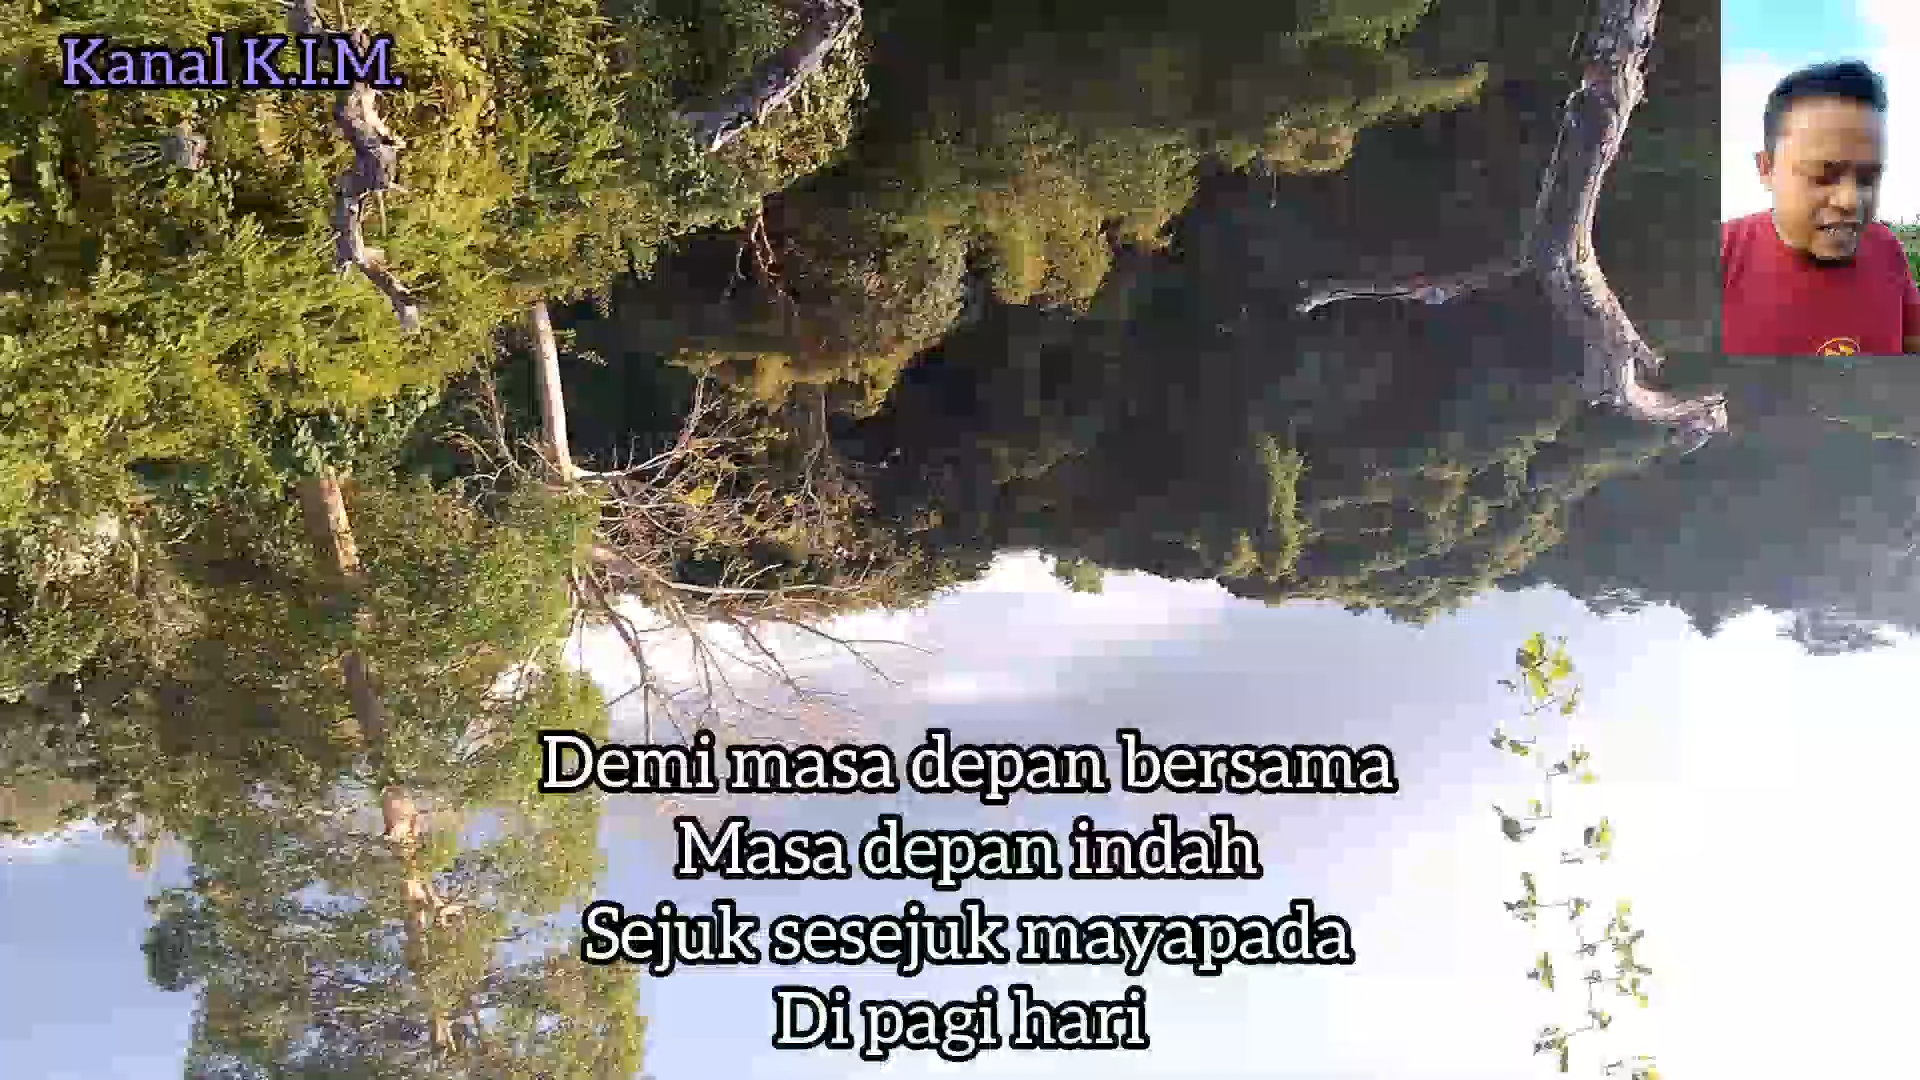 Kanal K.I.M.
Demi masa depan bersama
Masa depan indah
Sejuk sesejuk mayapada
Di pagi hari